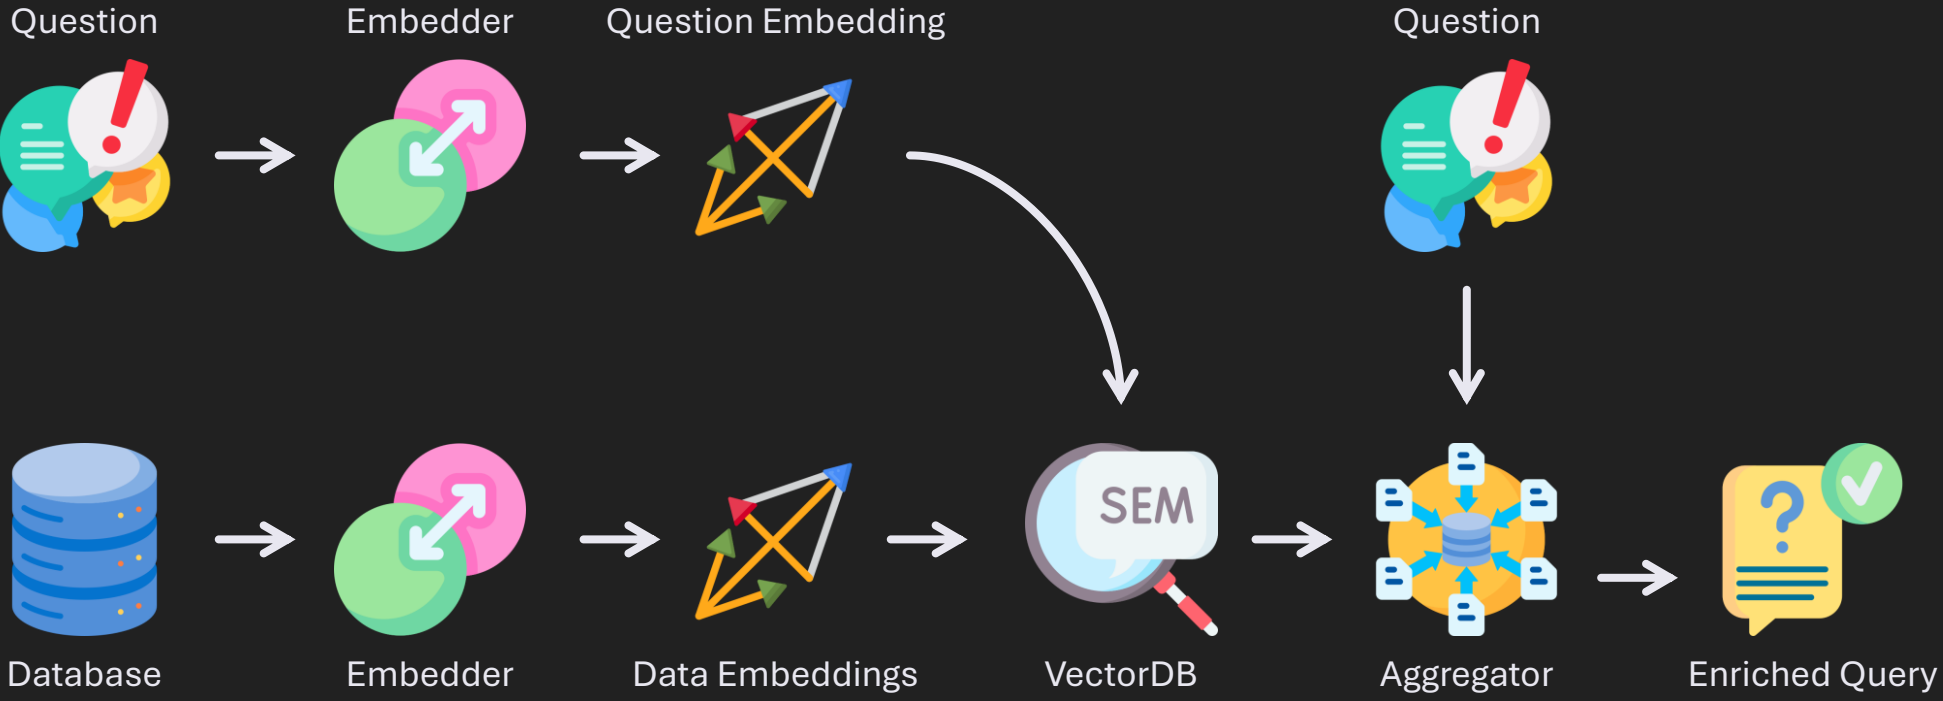 Question
Embedder
Question Embedding
Question
SEM
Database
Embedder
Data Embeddings
VectorDB
Aggregator
Enriched Query